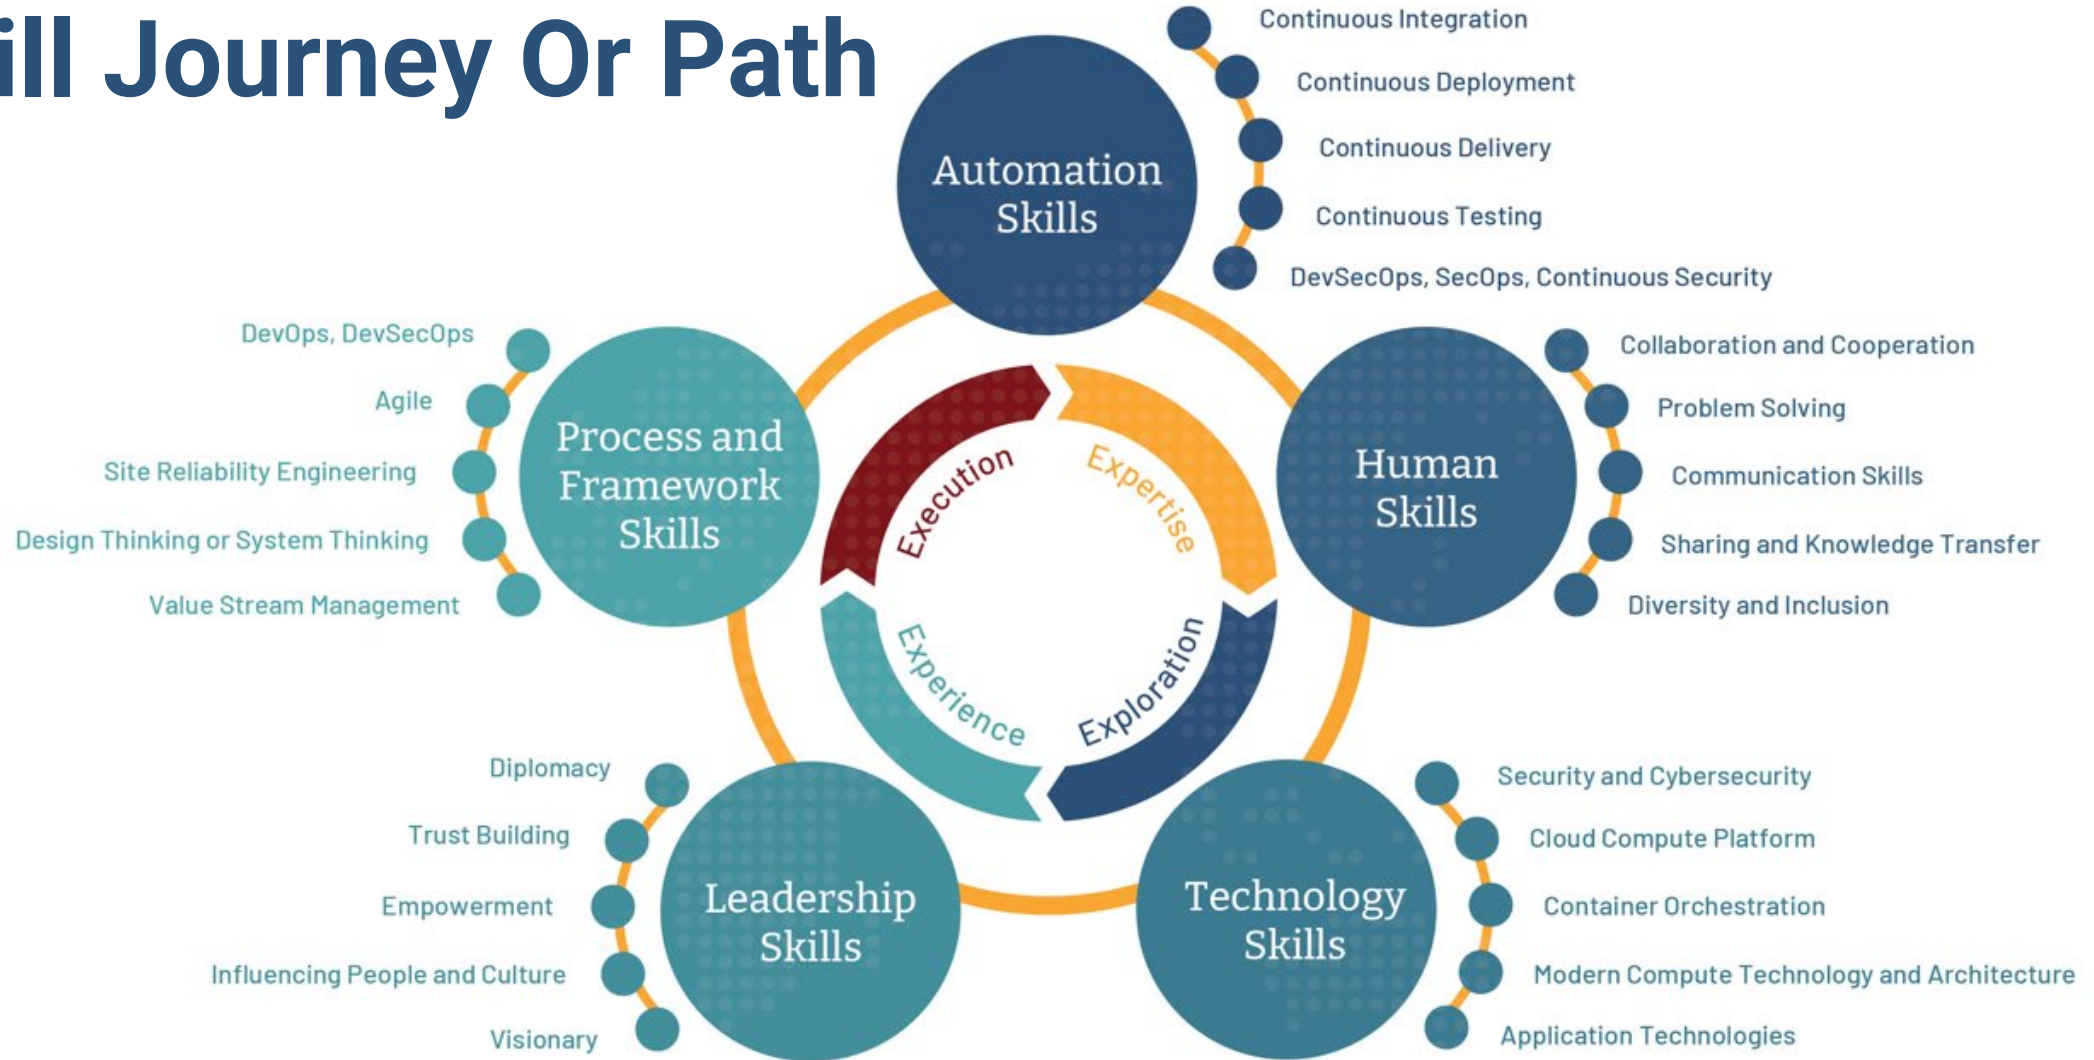 ill Journey Or Path
Automation
Skills
Continuous Integration
Continuous Deployment
Continuous Delivery
Continuous Testing
DevSecOps, SecOps, Continuous Security
Human
Skills
Collaboration and Cooperation
Problem Solving
Communication Skills
Sharing and Knowledge Transfer
Diversity and Inclusion
Technology
Skills
Security and Cybersecurity
Cloud Compute Platform
Container Orchestration
Modern Compute Technology and Architecture
Application Technologies
Leadership
Skills
Diplomacy
Trust Building
Empowerment
Influencing People and Culture
Visionary
Process and
Framework
Skills
DevOps, DevSecOps
Agile
Site Reliability Engineering
Design Thinking or System Thinking
Value Stream Management
Execution
Expertise
Exploration
Experience